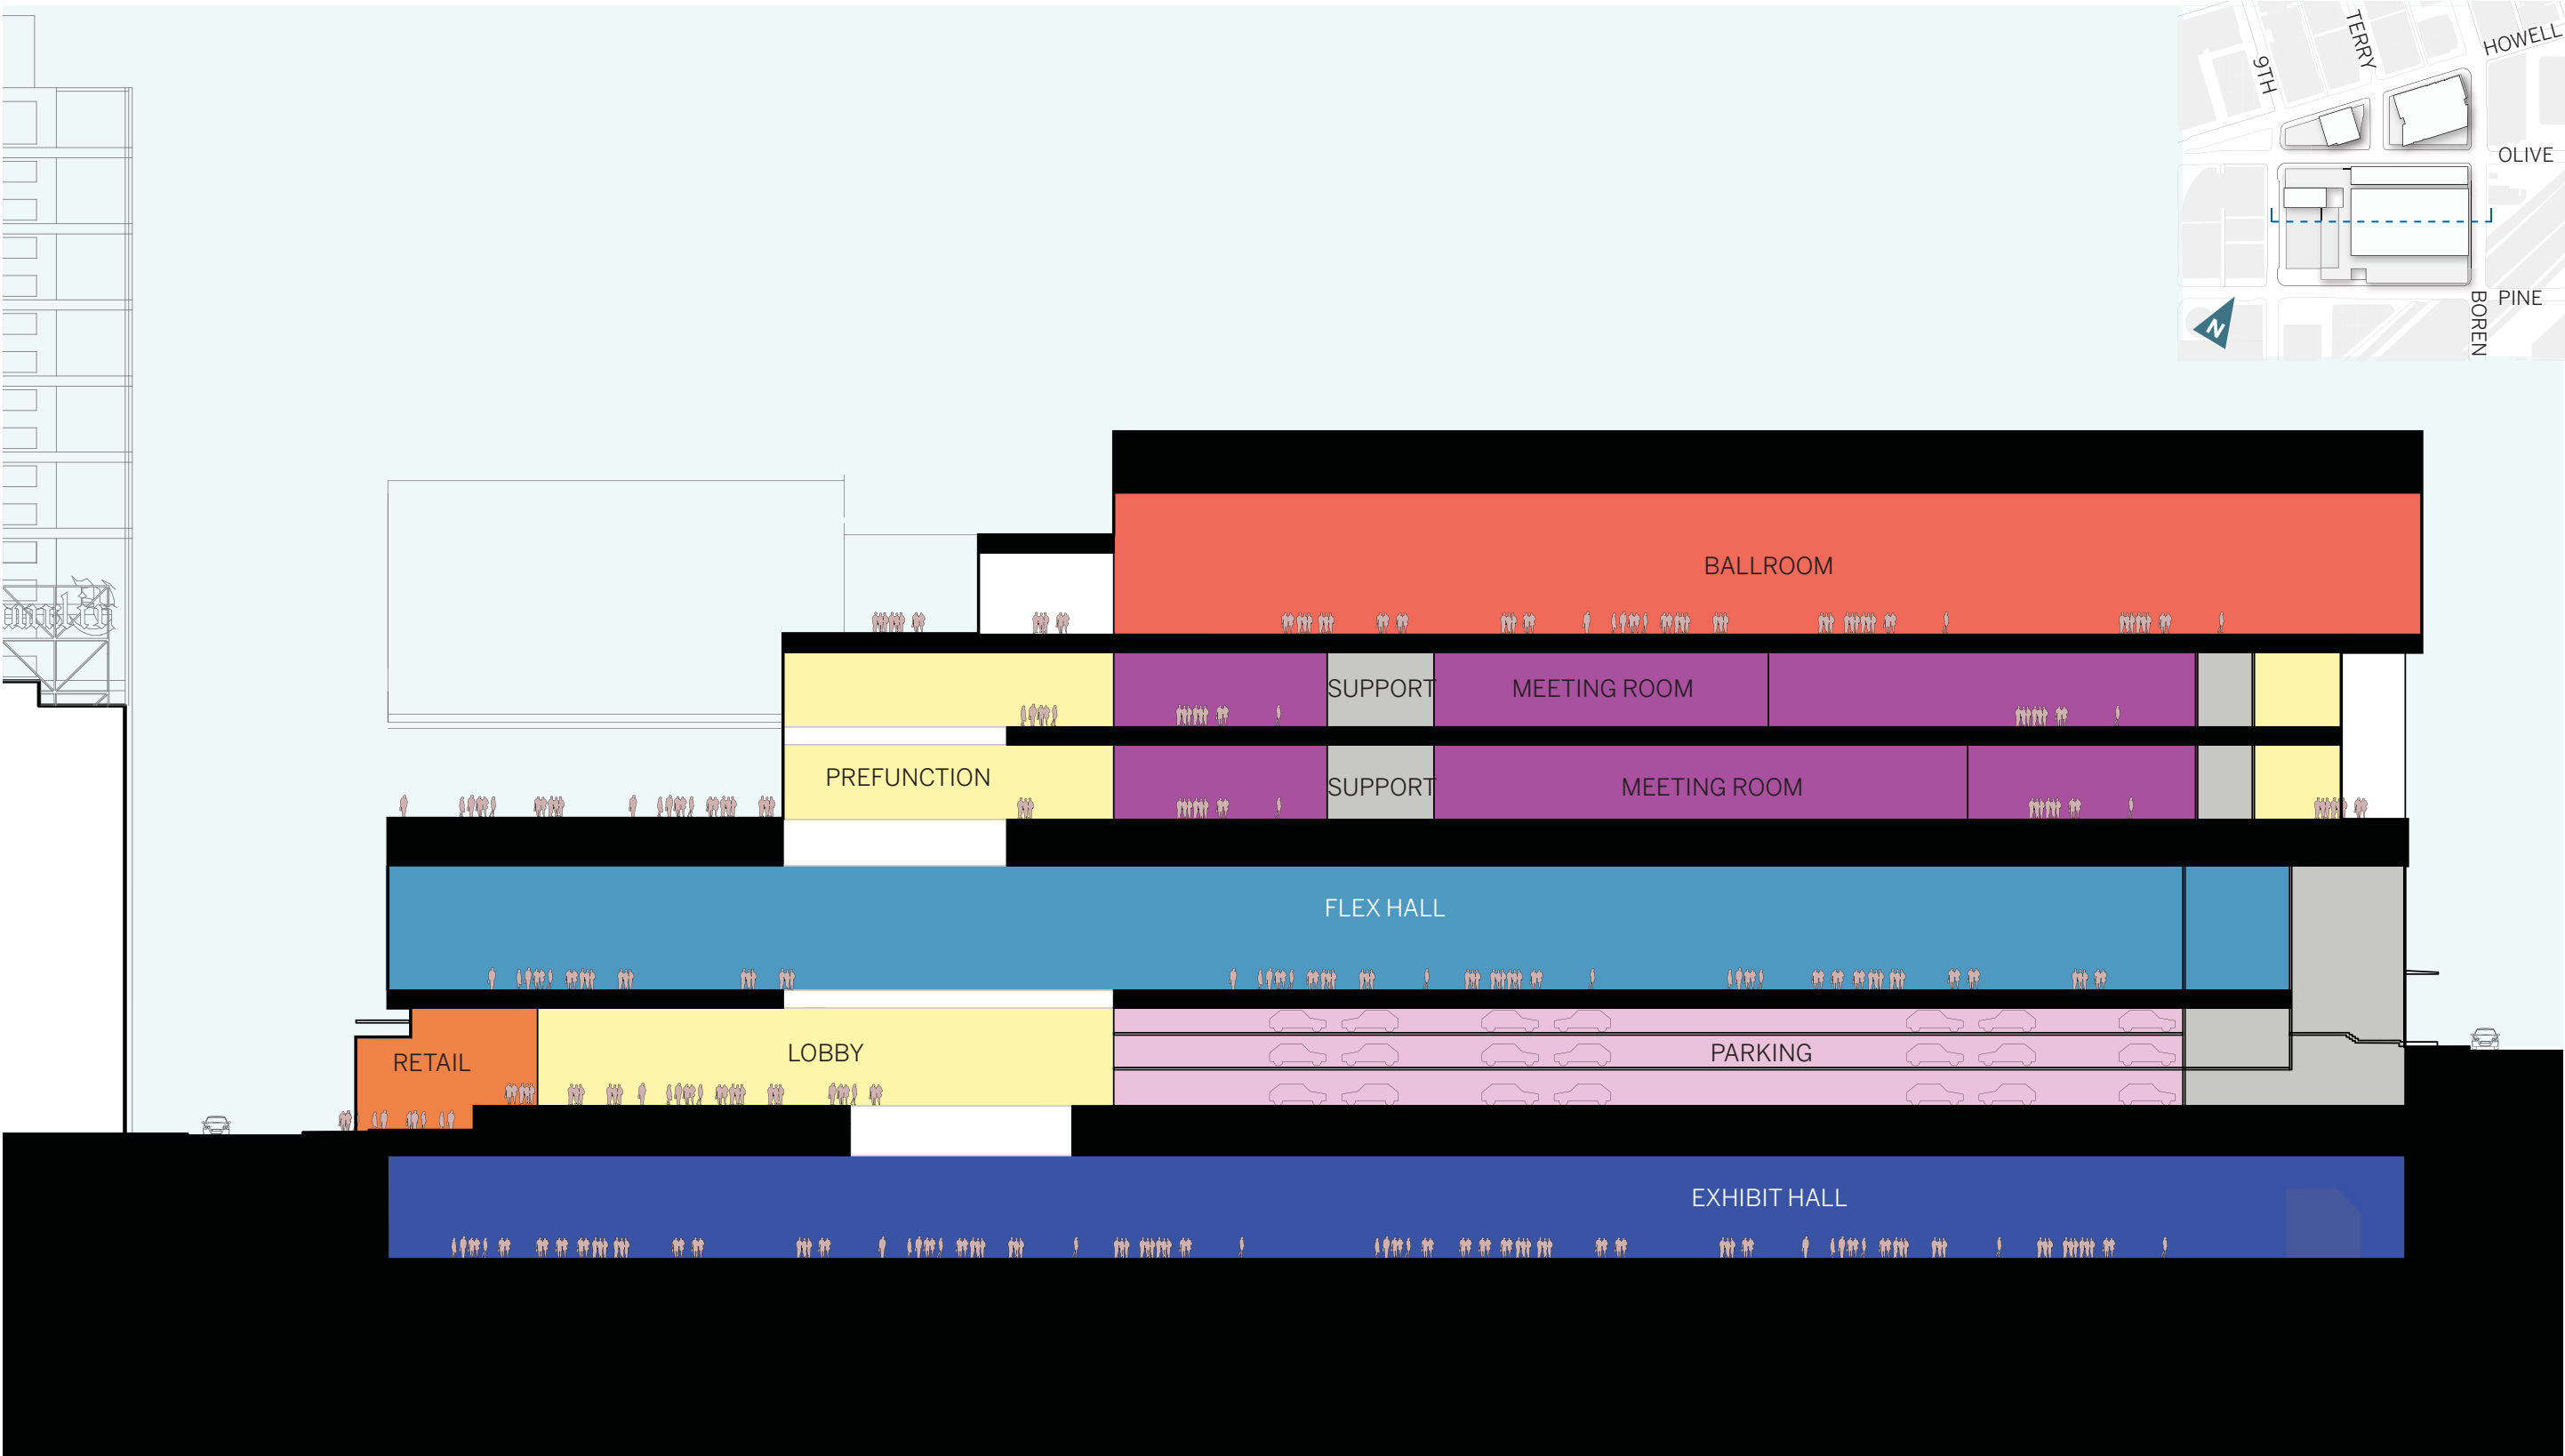 TERRY
HOWELL
9TH
OLIVE
PINE
BOREN
N
BALLROOM
SUPPORT
MEETING ROOM
PREFUNCTION
SUPPORT
MEETING ROOM
FLEX HALL
RETAIL
LOBBY
PARKING
EXHIBIT HALL